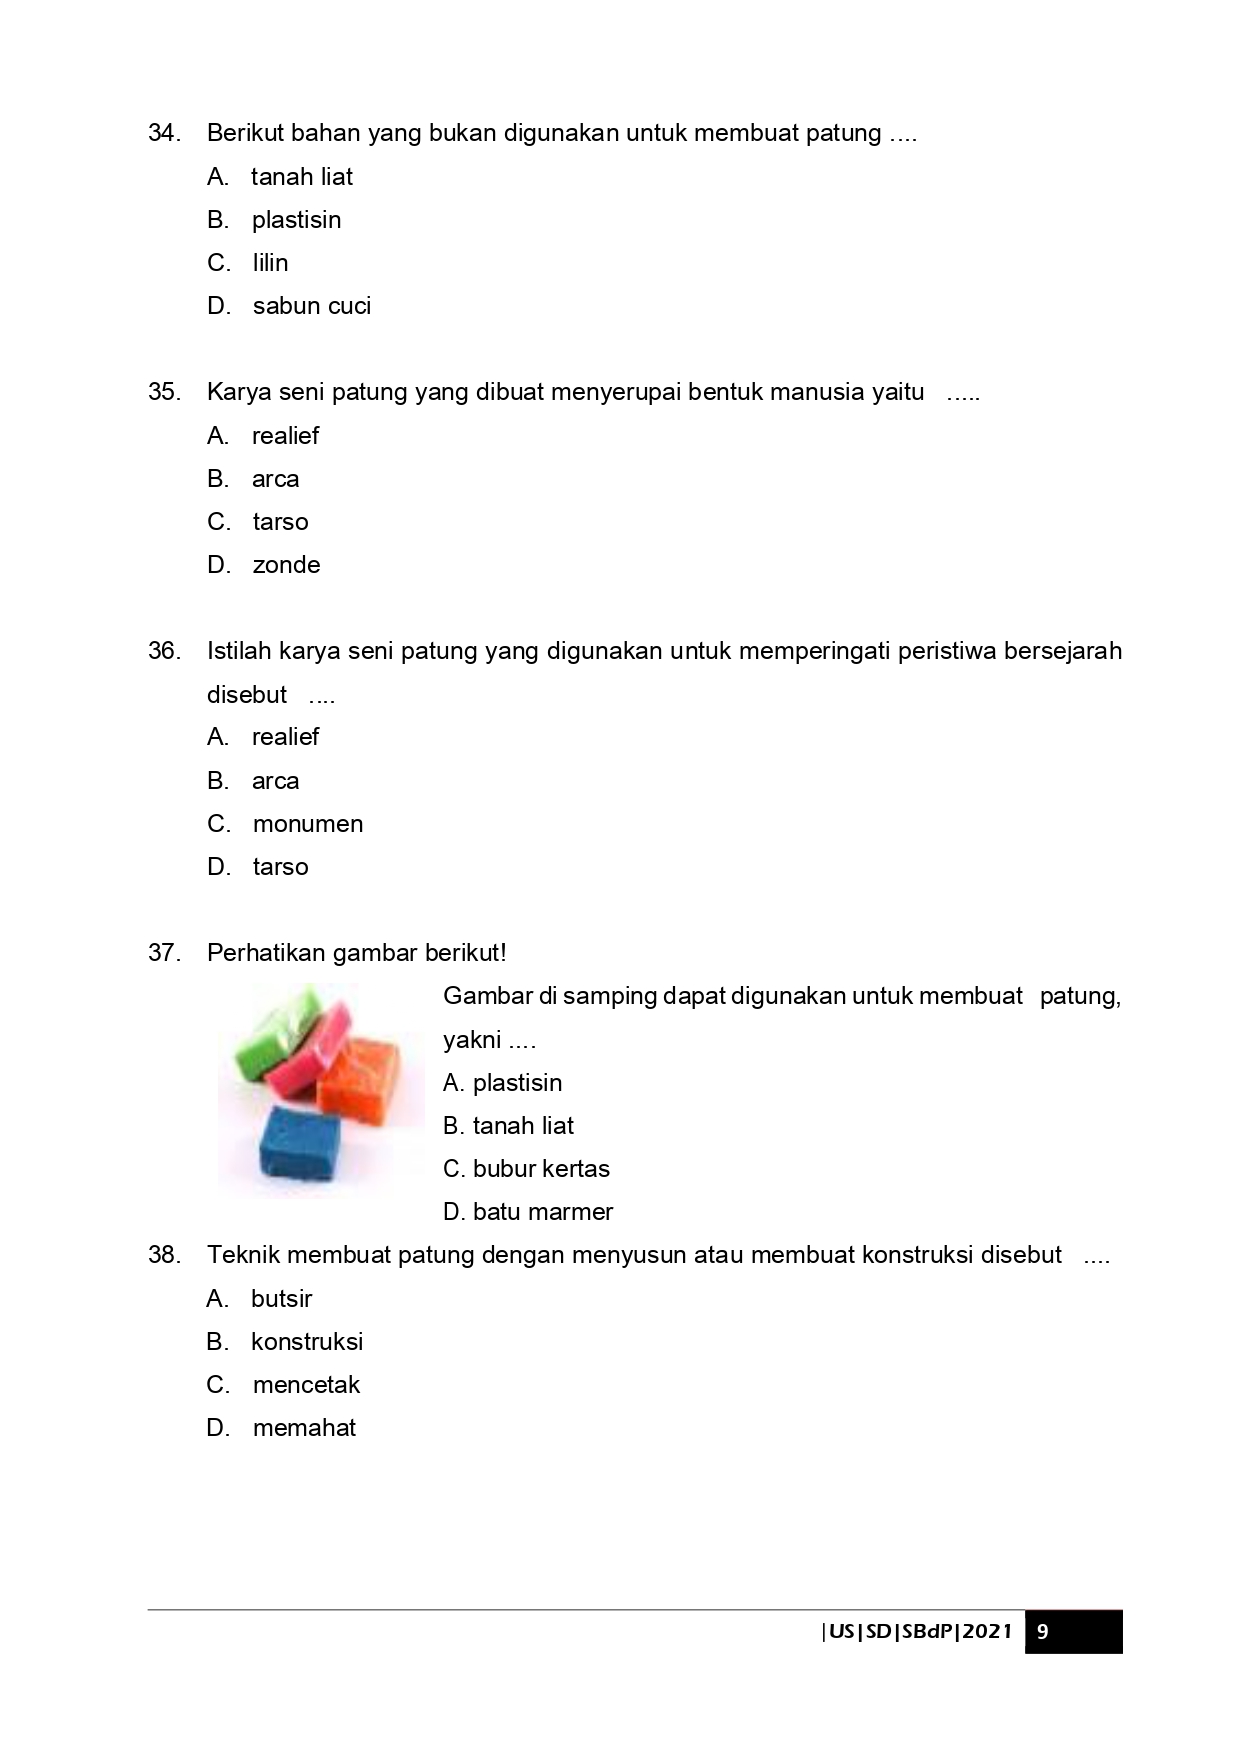 34. Berikut bahan yang bukan digunakan untuk membuat patung ....
A. tanah liat
B. plastisin
C. lilin
D. sabun cuci
35. Karya seni patung yang dibuat menyerupai bentuk manusia yaitu .....
A. realief
B. arca
C. tarso
D. zonde
36. Istilah karya seni patung yang digunakan untuk memperingati peristiwa bersejarah
disebut ....
A. realief
B. arca
C. monumen
D. tarso
37. Perhatikan gambar berikut!
Gambar di samping dapat digunakan untuk membuat patung,
yakni ....
A. plastisin
B. tanah liat
C. bubur kertas
D. batu marmer
38. Teknik membuat patung dengan menyusun atau membuat konstruksi disebut ....
A. butsir
B. konstruksi
C. mencetak
D. memahat
|US|SD|SBdP|2021 9